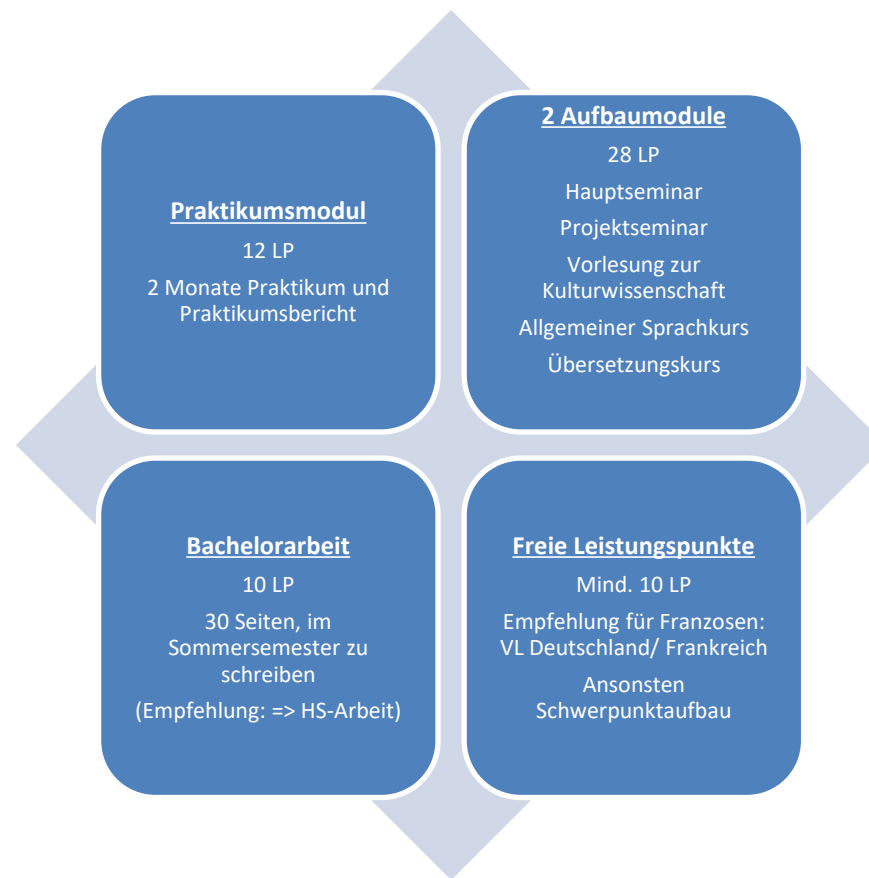 Praktikumsmodul
12 LP
2 Monate Praktikum und
Praktikumsbericht
2 Aufbaumodule
28 LP
Hauptseminar
Projektseminar
Vorlesung zur
Kulturwissenschaft
Allgemeiner Sprachkurs
Übersetzungskurs
Bachelorarbeit
10 LP
30 Seiten, im
Sommersemester zu
schreiben
(Empfehlung: => HS-Arbeit)
Freie Leistungspunkte
Mind. 10 LP
Empfehlung für Franzosen:
VL Deutschland/ Frankreich
Ansonsten
Schwerpunktaufbau